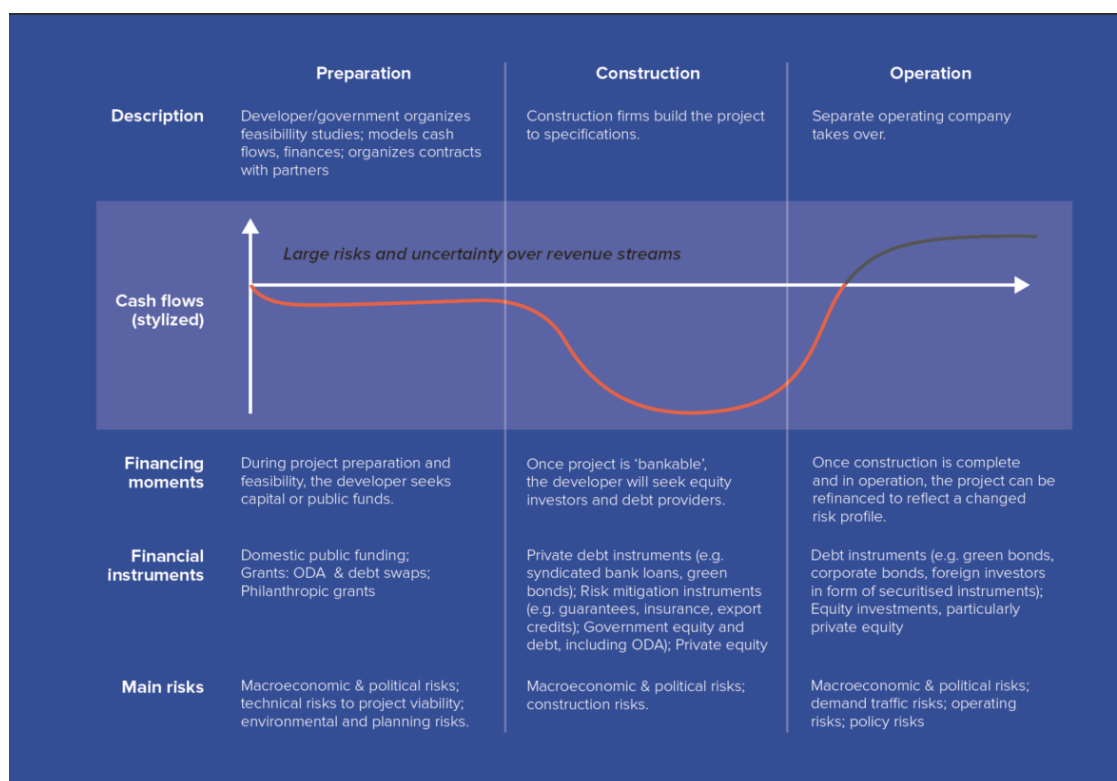 Preparation
Construction
Operation
Description
Developer/government organizes
feasibillity studies; models cash
flows, finances; organizes contracts
with partners
Construction firms build the project
to specifications.
Separate operating company
takes over.
Cash flows
(stylized)
Large risks and uncertainty over revenue streams
Financing
moments
During project preparation and
feasibility, the developer seeks
capital or public funds.
Once project is ‘bankable’,
the developer will seek equity
investors and debt providers.
Once construction is complete
and in operation, the project can be
refinanced to reflect a changed
risk profile.
Financial
instruments
Domestic public funding;
Grants: ODA & debt swaps;
Philanthropic grants
Private debt instruments (e.g.
syndicated bank loans, green
bonds); Risk mitigation instruments
(e.g. guarantees, insurance, export
credits); Government equity and
debt, including ODA); Private equity
Debt instruments (e.g. green bonds,
corporate bonds, foreign investors
in form of securitised instruments);
Equity investments, particularly
private equity
Main risks
Macroeconomic & political risks;
technical risks to project viability;
environmental and planning risks.
Macroeconomic & political risks;
construction risks.
Macroeconomic & political risks;
demand traffic risks; operating
risks; policy risks